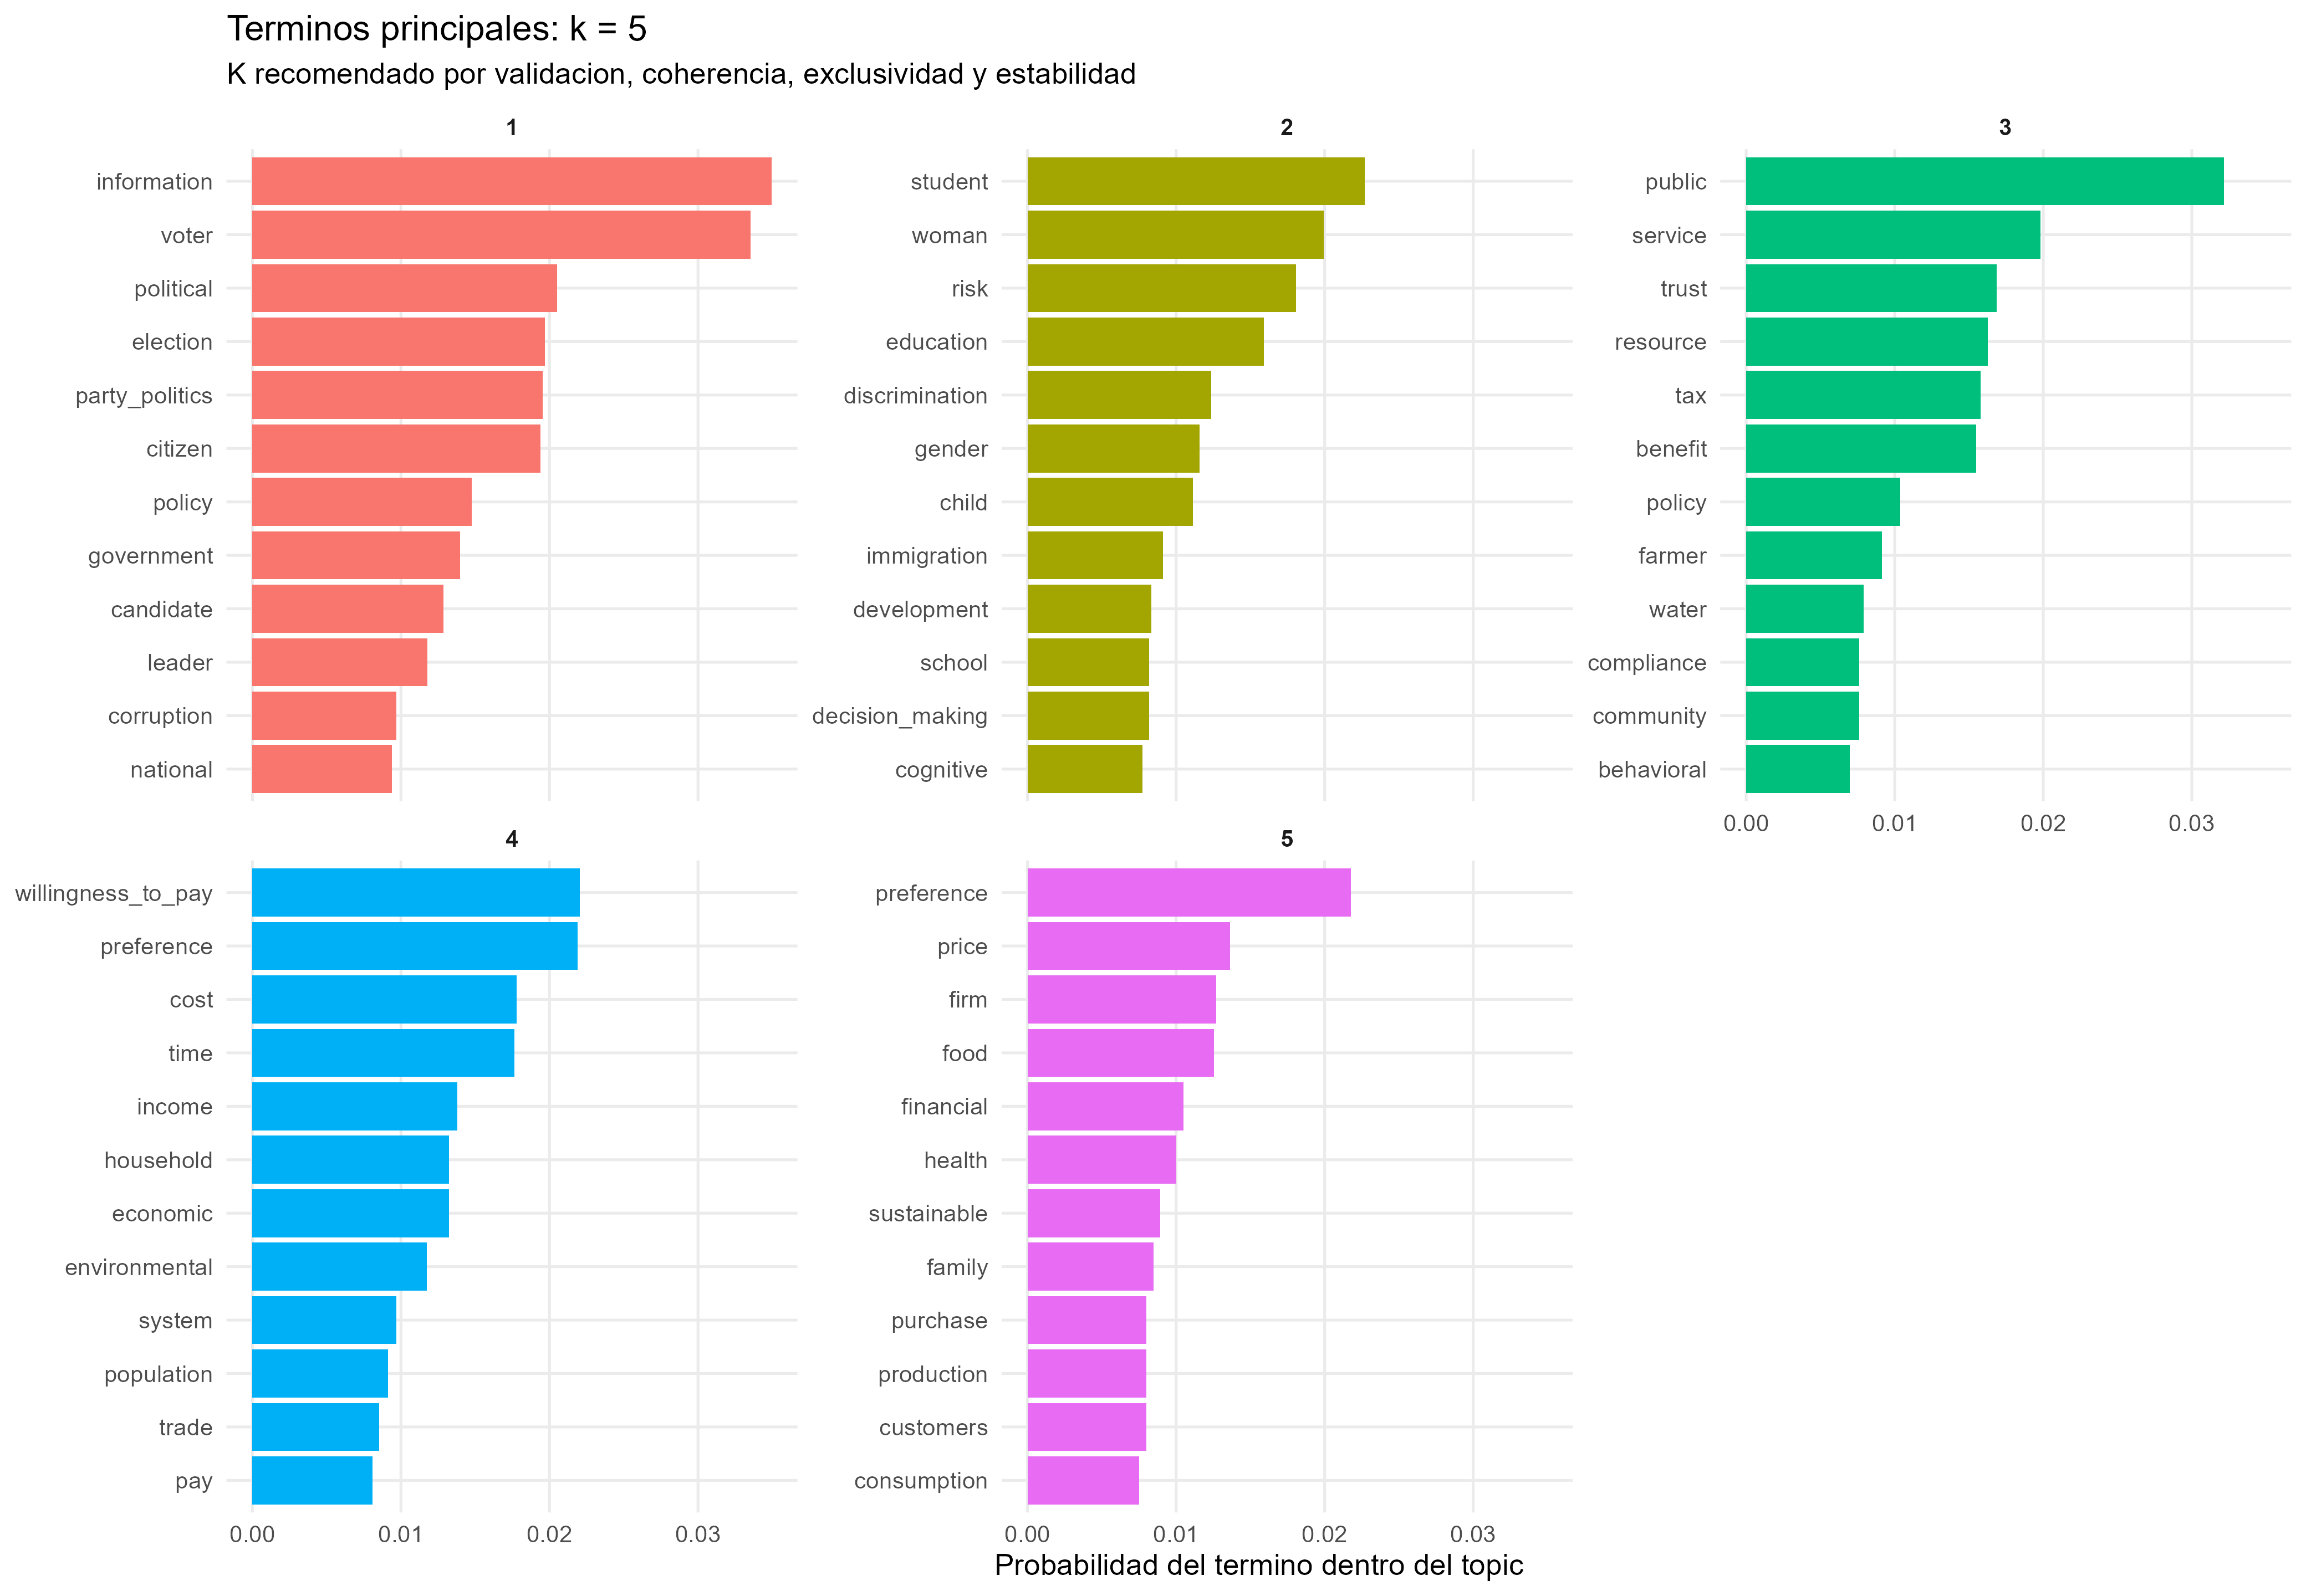 Terminos principales: k = 5
K recomendado por validacion, coherencia, exclusividad y estabilidad
1
information
voter
political
election
party_politics
citizen
policy
government
candidate
leader
corruption
national
2
student
woman
risk
education
discrimination
gender
child
immigration
development
school
decision_making
cognitive
3
public
service
trust
resource
tax
benefit
policy
farmer
water
compliance
community
behavioral
0.00 0.01 0.02 0.03
4
willingness_to_pay
preference
cost
time
income
household
economic
environmental
system
population
trade
pay
0.00 0.01 0.02 0.03
5
preference
price
firm
food
financial
health
sustainable
family
purchase
production
customers
consumption
0.00 0.01 0.02 0.03
Probabilidad del termino dentro del topic